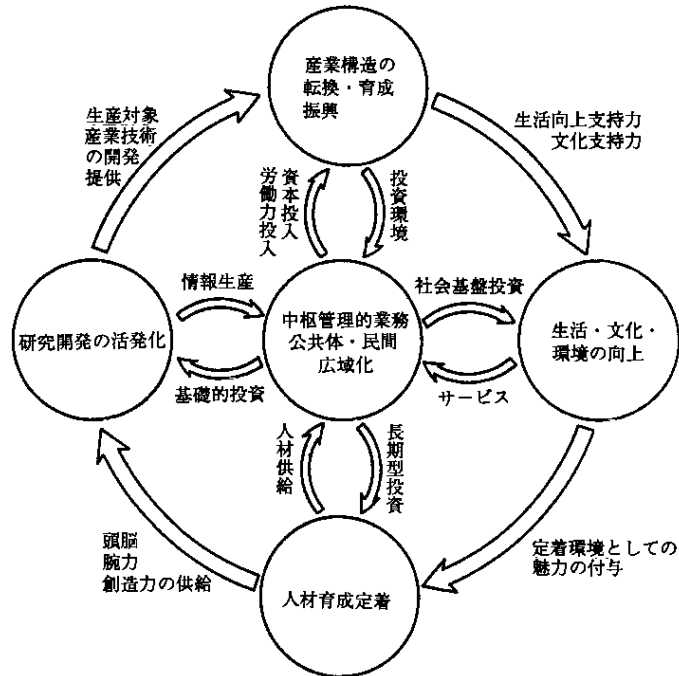 産業構造の
転換・育成
振興
生産対象
産業技術
の開発
提供
生活向上支持力
文化支持力
資本投入
労働力投入
投資環境
研究開発の活発化
情報生産
基礎的投資
中枢管理的業務
公共体・民間
広域化
社会基盤投資
サービス
生活・文化・
環境の向上
人材供給
長期型投資
頭脳
腕力
創造力の供給
人材育成定着
定着環境としての
魅力の付与